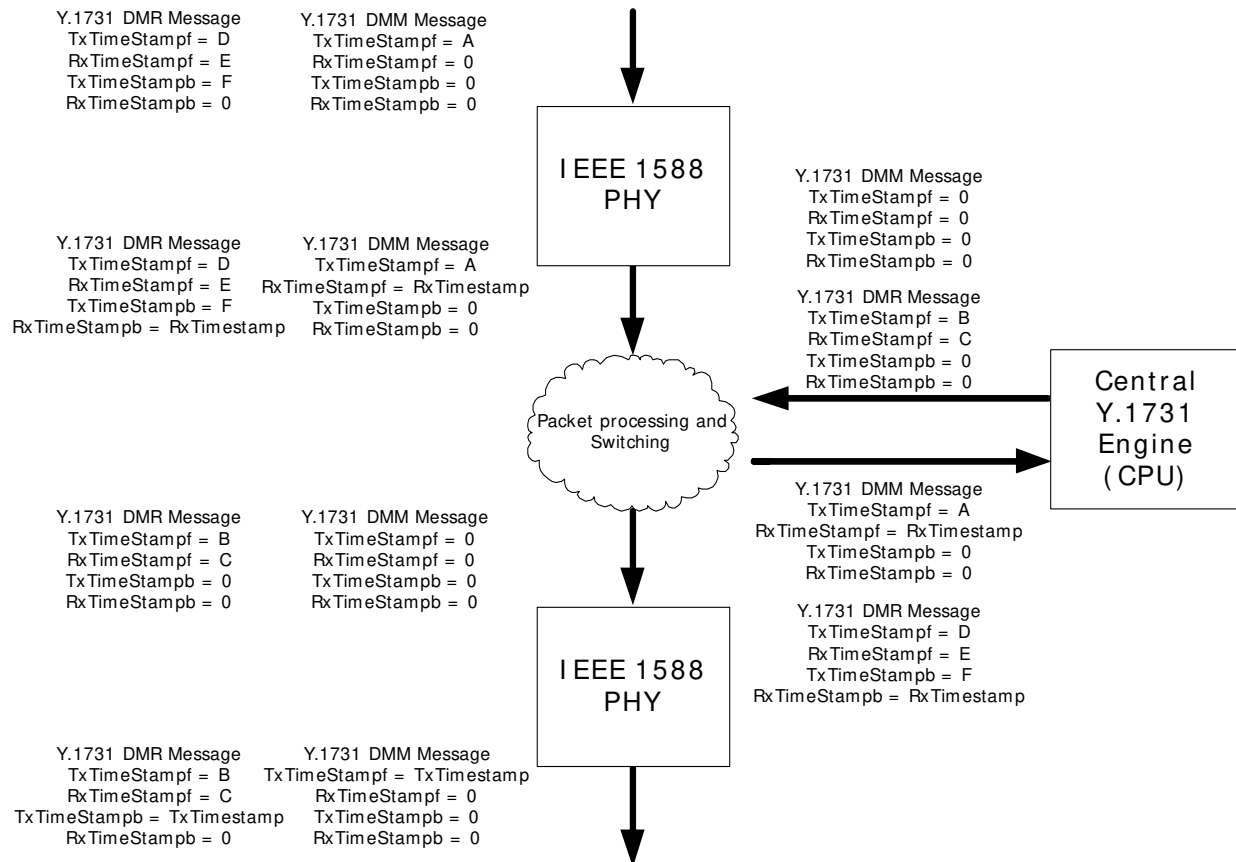 Y.1731 DMR Message
TxTimeStampf = D
RxTimeStampf = E
TxTimeStampb = F
RxTimeStampb = 0
Y.1731 DMM Message
TxTimeStampf = A
RxTimeStampf = 0
TxTimeStampb = 0
RxTimeStampb = 0
IEEE 1588
PHY
Y.1731 DMR Message
TxTimeStampf = D
RxTimeStampf = E
TxTimeStampb = F
RxTimeStampb = RxTimestamp
Y.1731 DMM Message
TxTimeStampf = A
RxTimeStampf = RxTimestamp
TxTimeStampb = 0
RxTimeStampb = 0
Y.1731 DMM Message
TxTimeStampf = 0
RxTimeStampf = 0
TxTimeStampb = 0
RxTimeStampb = 0
Y.1731 DMR Message
TxTimeStampf = B
RxTimeStampf = C
TxTimeStampb = 0
RxTimeStampb = 0
Packet processing and
Switching
Central
Y.1731
Engine
(CPU)
Y.1731 DMM Message
TxTimeStampf = A
RxTimeStampf = RxTimestamp
TxTimeStampb = 0
RxTimeStampb = 0
Y.1731 DMR Message
TxTimeStampf = D
RxTimeStampf = E
TxTimeStampb = F
RxTimeStampb = RxTimestamp
Y.1731 DMR Message
TxTimeStampf = B
RxTimeStampf = C
TxTimeStampb = 0
RxTimeStampb = 0
Y.1731 DMM Message
TxTimeStampf = 0
RxTimeStampf = 0
TxTimeStampb = 0
RxTimeStampb = 0
IEEE 1588
PHY
Y.1731 DMR Message
TxTimeStampf = B
RxTimeStampf = C
TxTimeStampb = TxTimestamp
RxTimeStampb = 0
Y.1731 DMM Message
TxTimeStampf = TxTimestamp
RxTimeStampf = 0
TxTimeStampb = 0
RxTimeStampb = 0